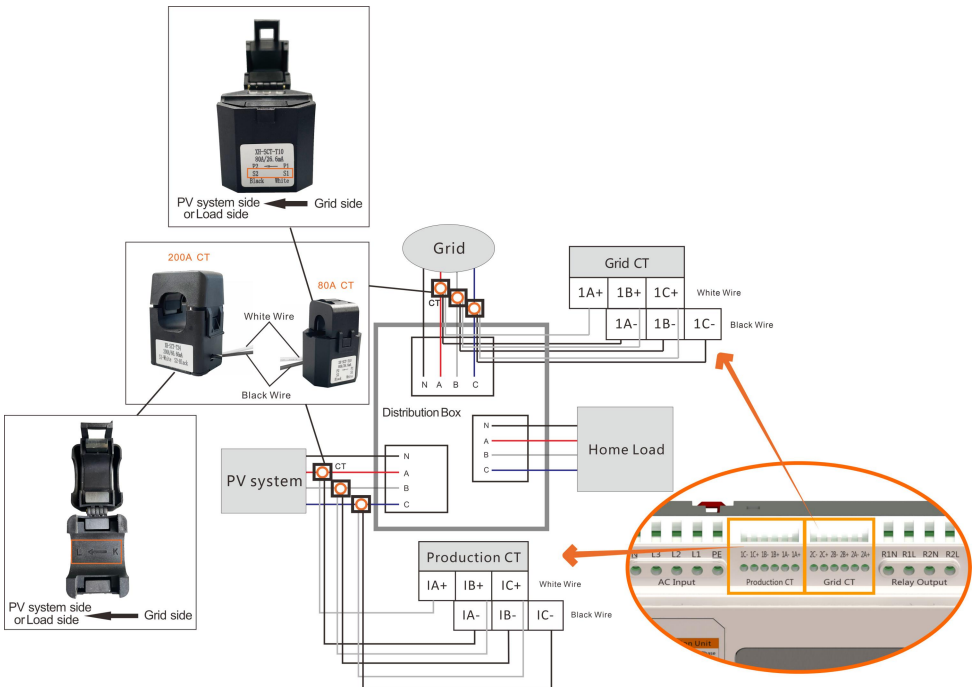 XH-SCT-T10
80A/26.6mA
P2 P1
S2 S1
Black White
PV system side
or Load side
Grid side
200A CT
80A CT
White Wire
Black Wire
L K
PV system side
or Load side
Grid side
Grid
CT
N A B C
Distribution Box
Grid CT
1A+ 1B+ 1C+ White Wire
1A- 1B- 1C- Black Wire
N
A
B
C
Home Load
PV system
CT
N
A
B
C
Production CT
IA+ IB+ IC+ White Wire
IA- IB- IC- Black Wire
L3 L2 L1 PE
AC Input
1C- 1C+ 1B- 1B+ 1A- 1A+
Production CT
2C- 2C+ 2B- 2B+ 2A- 2A+
Grid CT
R1N R1L R2N R2L
Relay Output
Unit